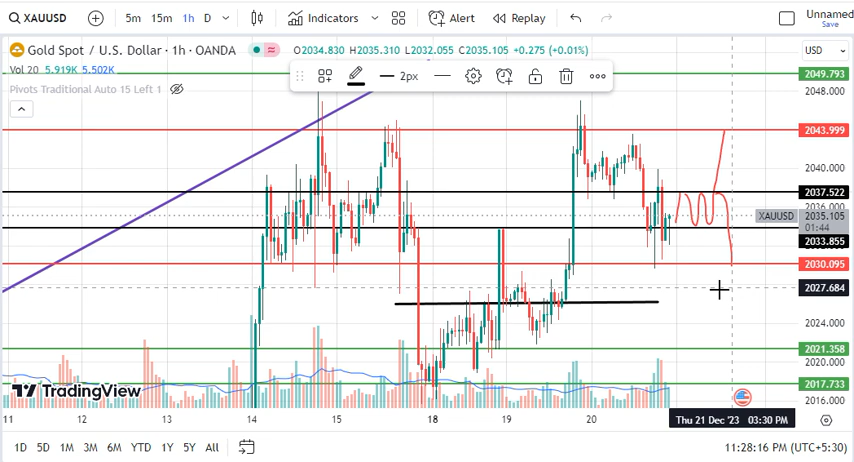 XAUUSD 5m 15m 1h D Indicators Alert Replay Unnamed
Save
Gold Spot / U.S. Dollar · 1h · OANDA O2034.830 H2035.310 L2032.055 C2035.105 +0.275 (+0.01%) USD
Vol 20 5.919K 5.502K
2px
2049.793
Pivots Traditional Auto 15 Left 1
2048.000
2043.999
2040.000
2037.522
2036.000
XAUUSD 2035.105
01:44
2033.855
2030.095
2027.684
2024.000
2021.358
2020.000
2017.733
TradingView
2016.000
11 12 13 14 15 18 19 20 Thu 21 Dec '23 03:30 PM
1D 5D 1M 3M 6M YTD 1Y 5Y All 11:28:16 PM (UTC+5:30)